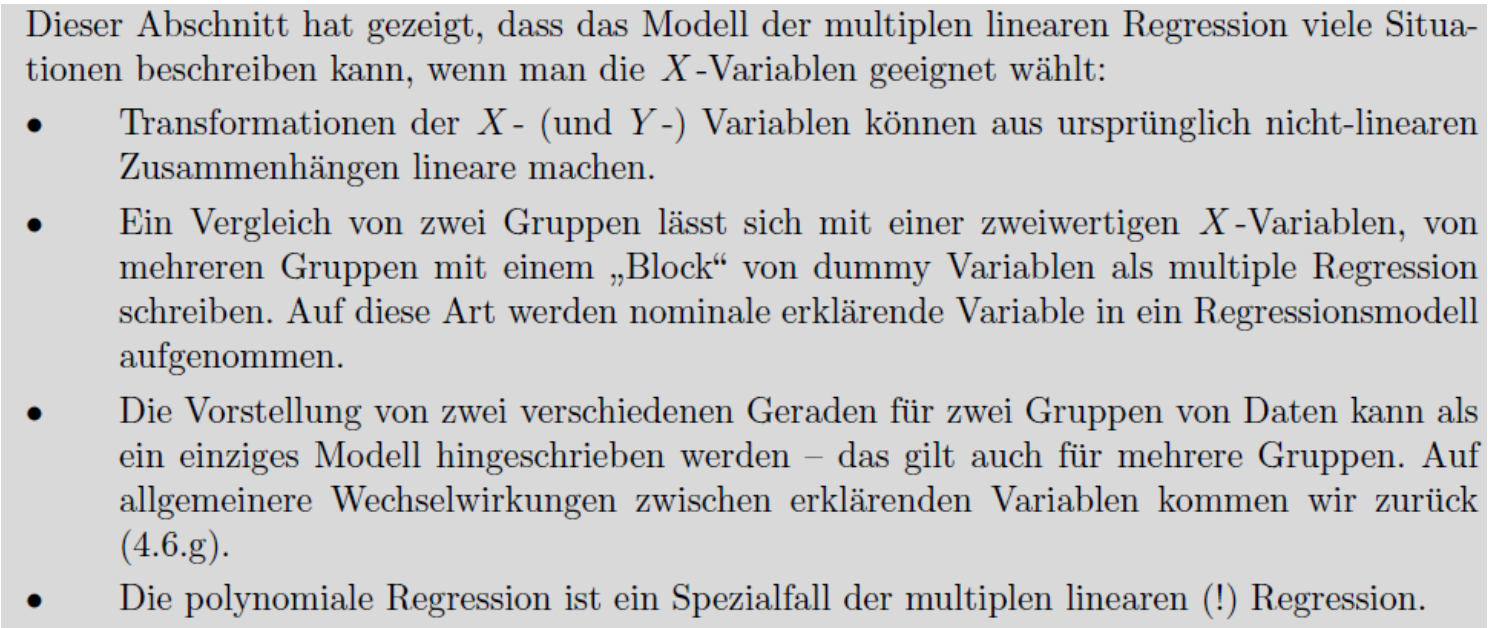 Dieser Abschnitt hat gezeigt, dass das Modell der multiplen linearen Regression viele Situa-
tionen beschreiben kann, wenn man die X-Variablen geeignet wählt:
• Transformationen der X- (und Y-) Variablen können aus ursprünglich nicht-linearen
Zusammenhängen lineare machen.
• Ein Vergleich von zwei Gruppen lässt sich mit einer zweiwertigen X-Variablen, von
mehreren Gruppen mit einem „Block“ von dummy Variablen als multiple Regression
schreiben. Auf diese Art werden nominale erklärende Variable in ein Regressionsmodell
aufgenommen.
• Die Vorstellung von zwei verschiedenen Geraden für zwei Gruppen von Daten kann als
ein einziges Modell hingeschrieben werden – das gilt auch für mehrere Gruppen. Auf
allgemeinere Wechselwirkungen zwischen erklärenden Variablen kommen wir zurück
(4.6.g).
• Die polynomiale Regression ist ein Spezialfall der multiplen linearen (!) Regression.